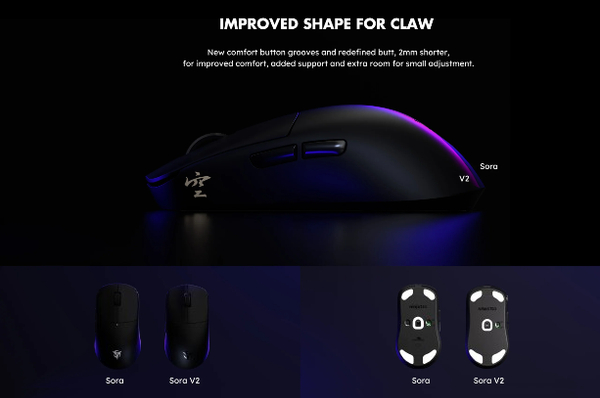 IMPROVED SHAPE FOR CLAW
New comfort button grooves and redefined butt, 2mm shorter,
for improved comfort, added support and extra room for small adjustment.
空
Sora
V2
Sora
Sora V2
Sora
Sora V2